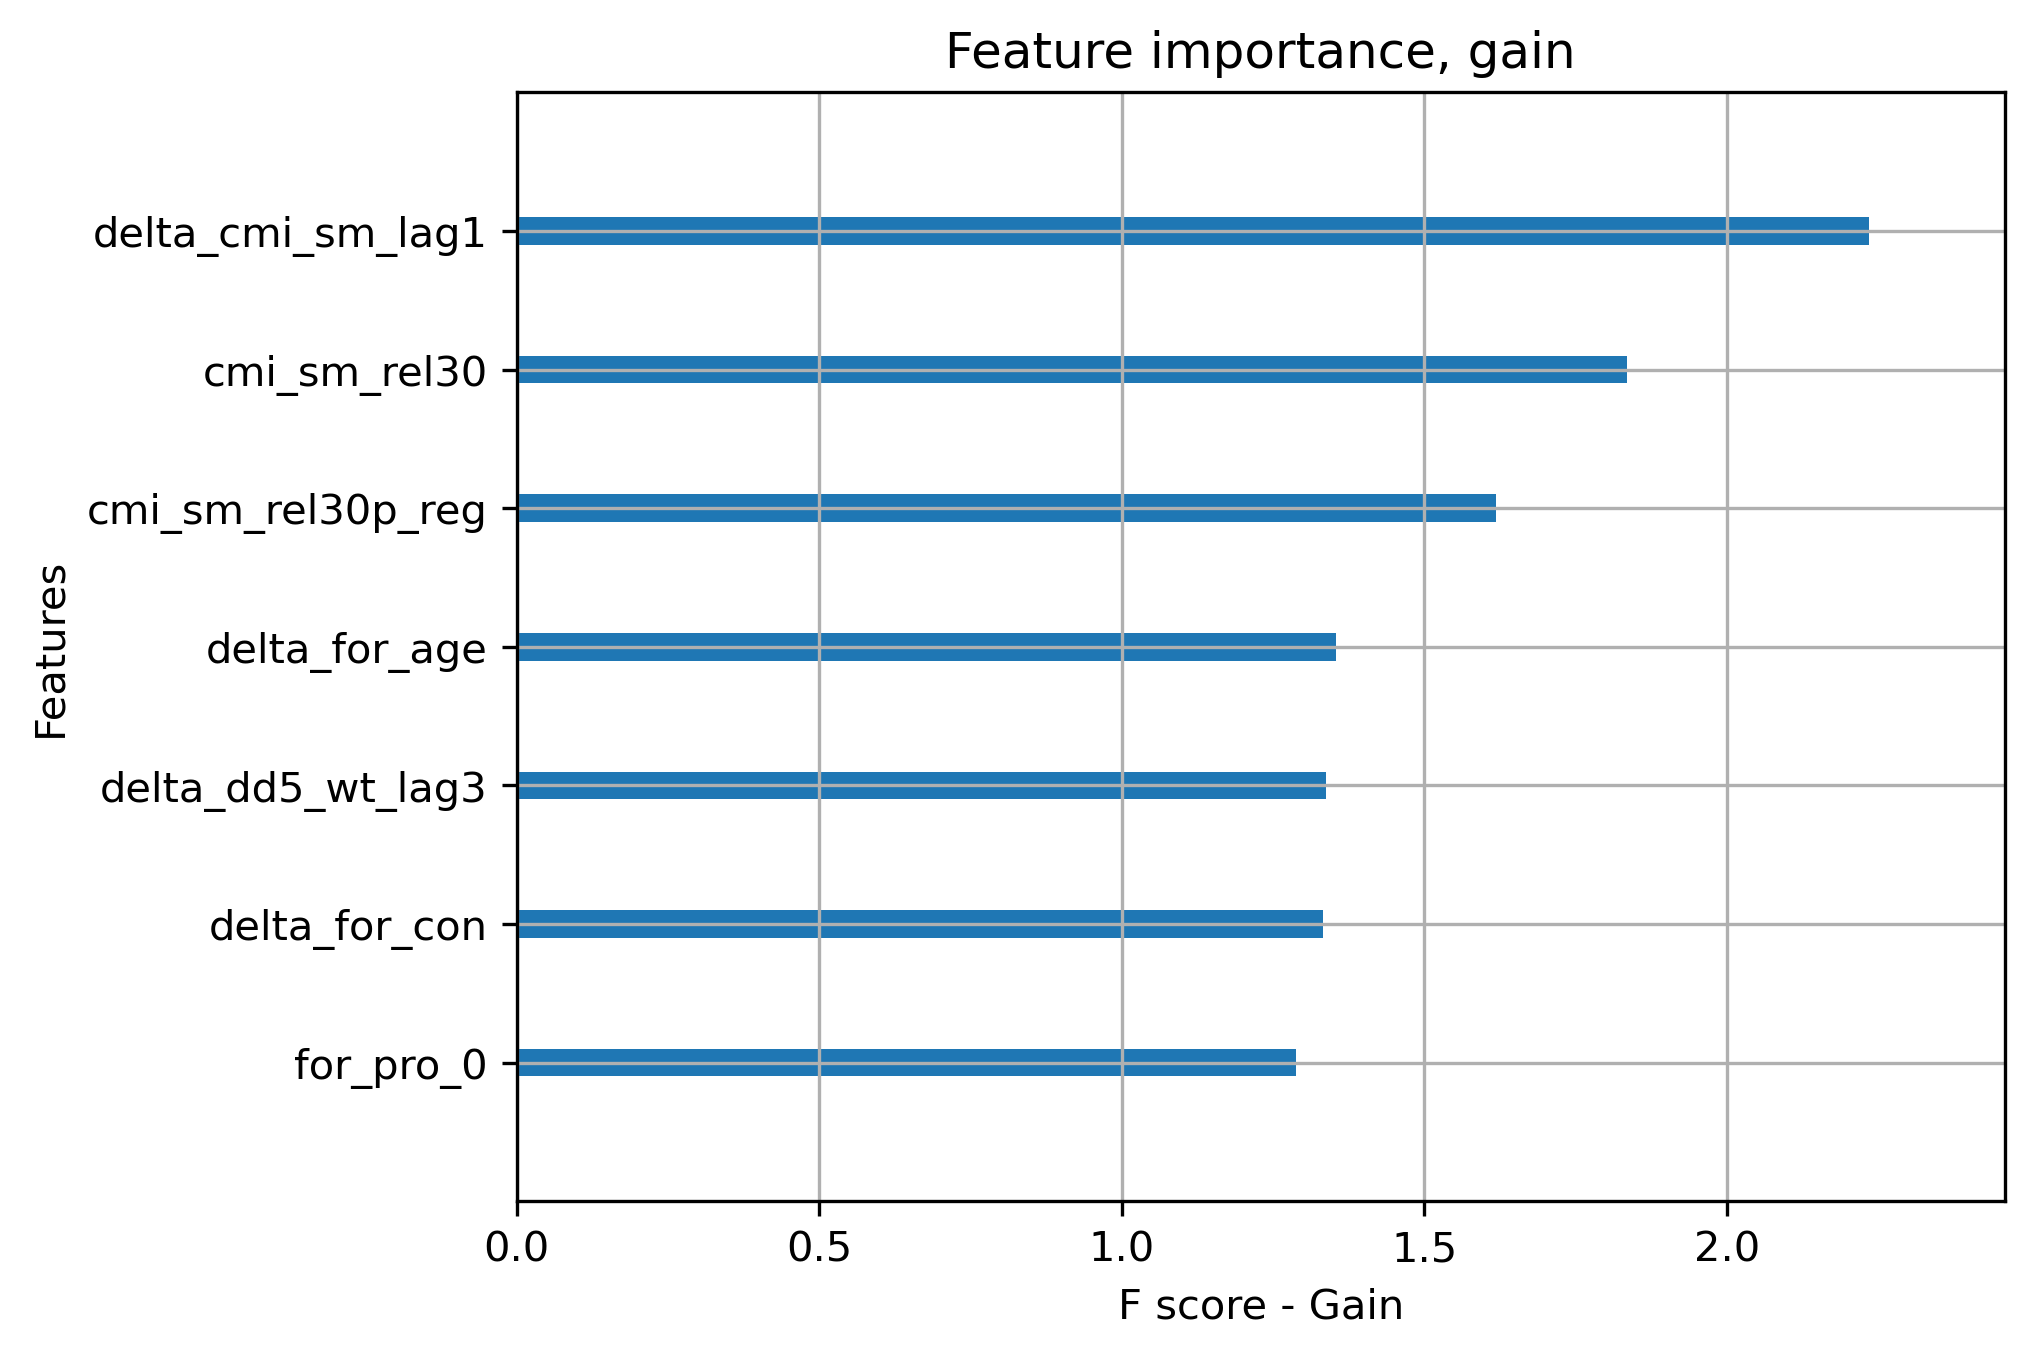 Feature importance, gain
Features
delta_cmi_sm_lag1
cmi_sm_rel30
cmi_sm_rel30p_reg
delta_for_age
delta_dd5_wt_lag3
delta_for_con
for_pro_0
0.0 0.5 1.0 1.5 2.0
F score - Gain